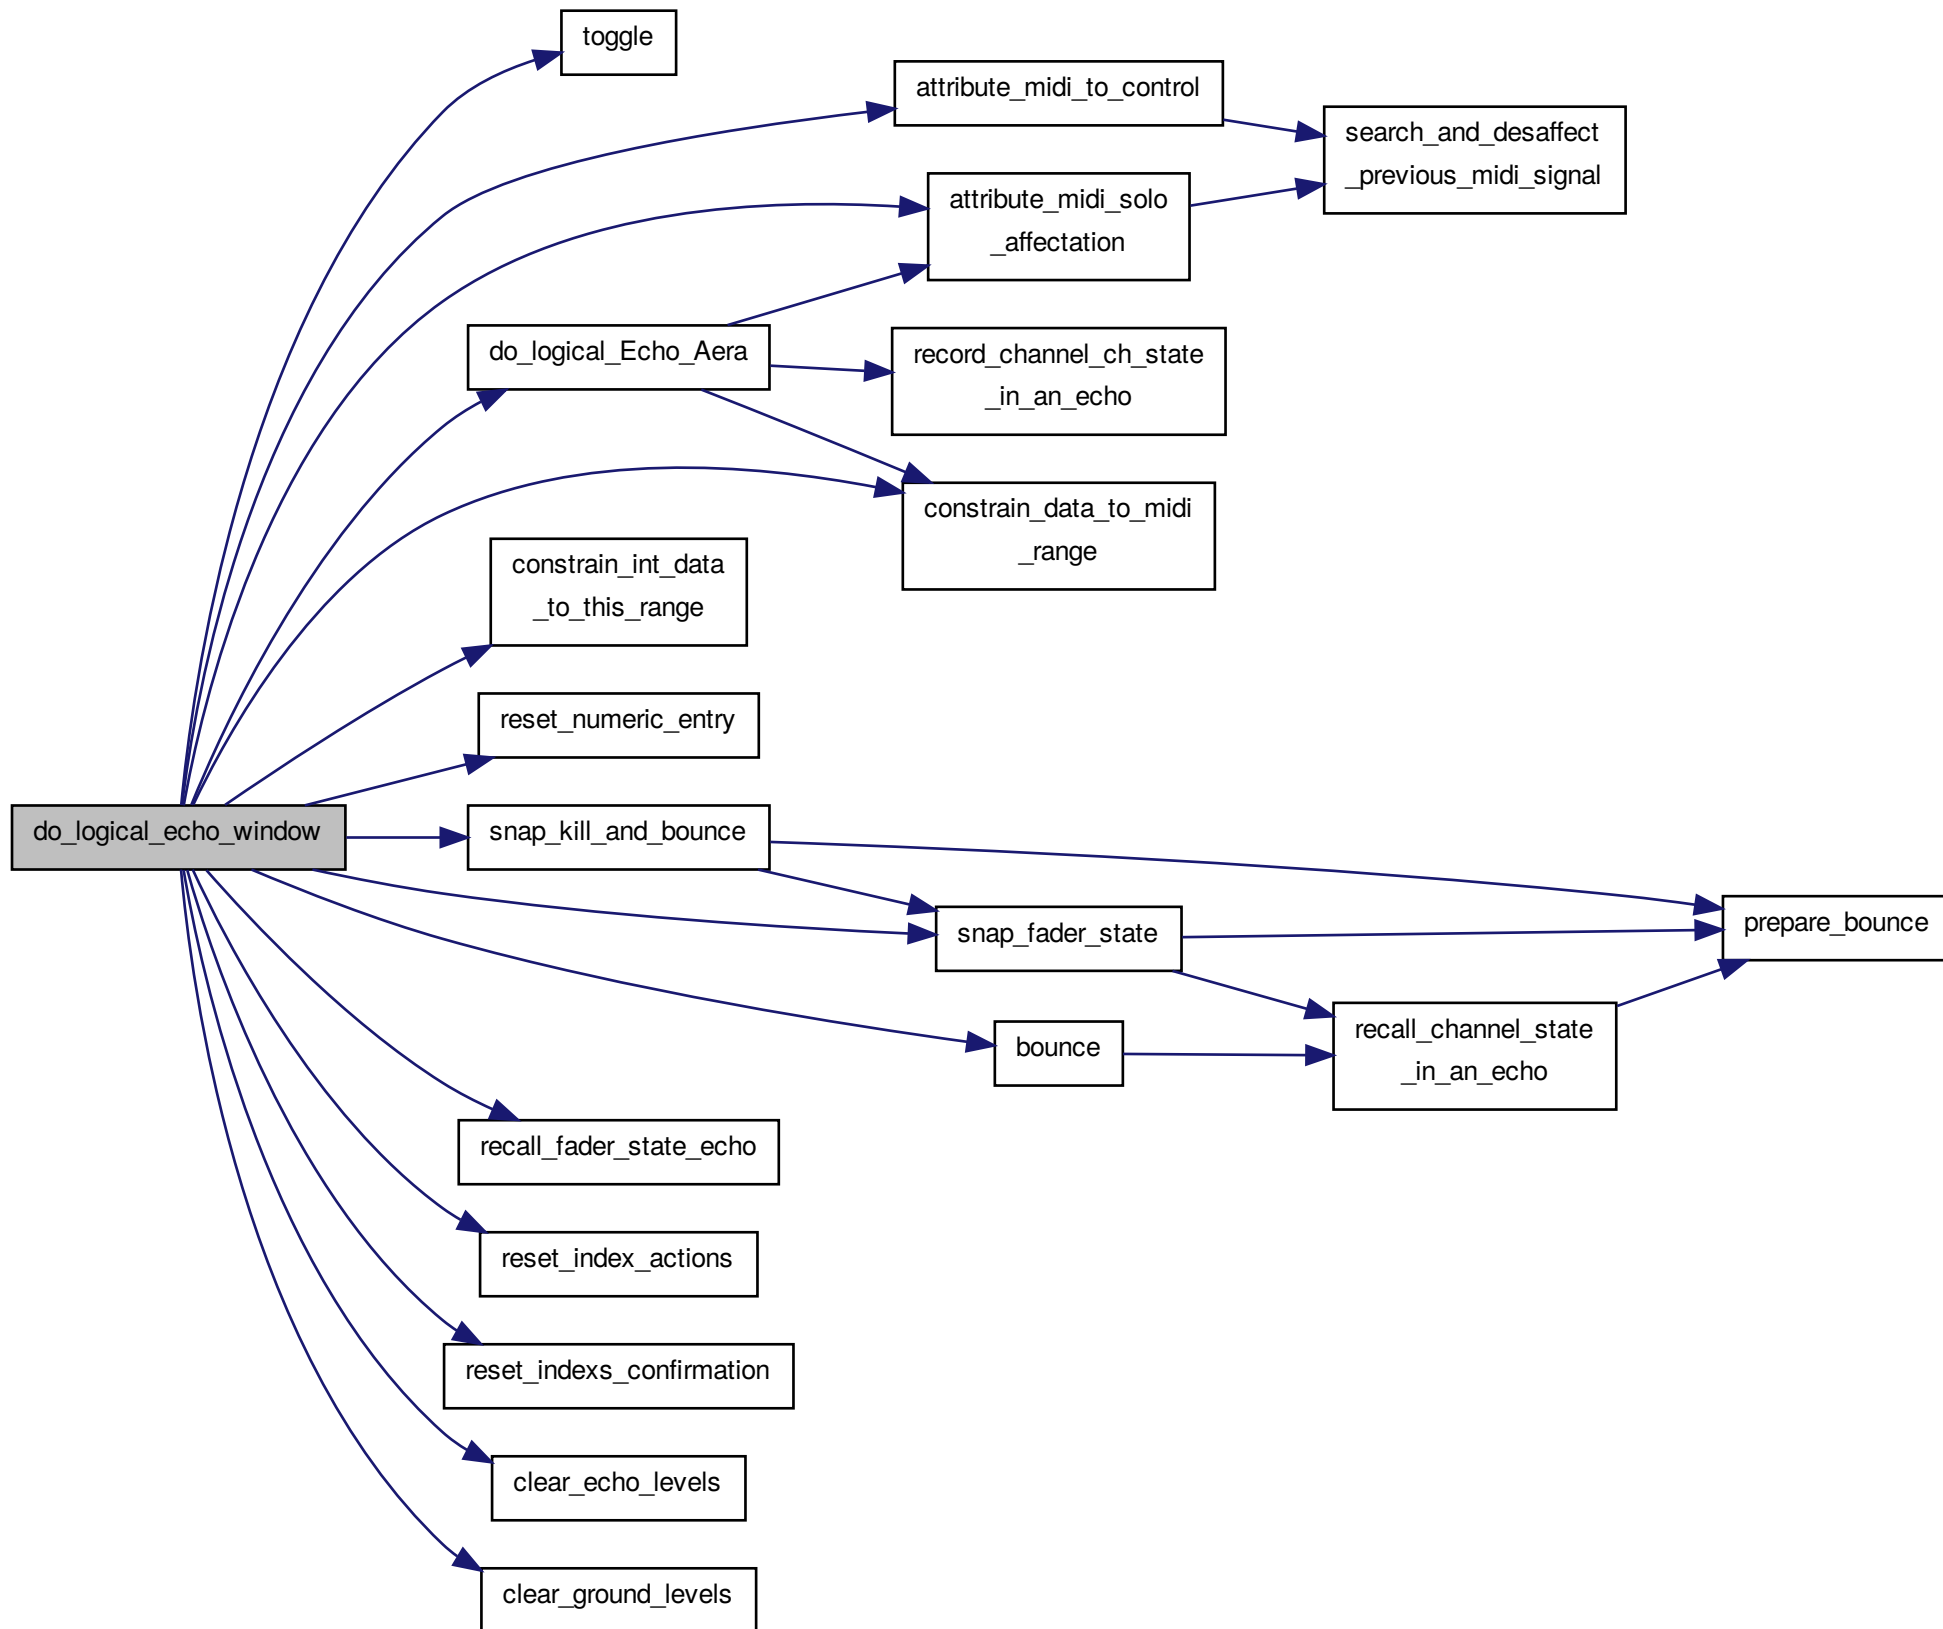 toggle
attribute_midi_to_control
search_and_desaffect
_previous_midi_signal
attribute_midi_solo
_affectation
do_logical_Echo_Aera
record_channel_ch_state
_in_an_echo
constrain_data_to_midi
_range
constrain_int_data
_to_this_range
reset_numeric_entry
do_logical_echo_window
snap_kill_and_bounce
snap_fader_state
prepare_bounce
bounce
recall_channel_state
_in_an_echo
recall_fader_state_echo
reset_index_actions
reset_indexs_confirmation
clear_echo_levels
clear_ground_levels